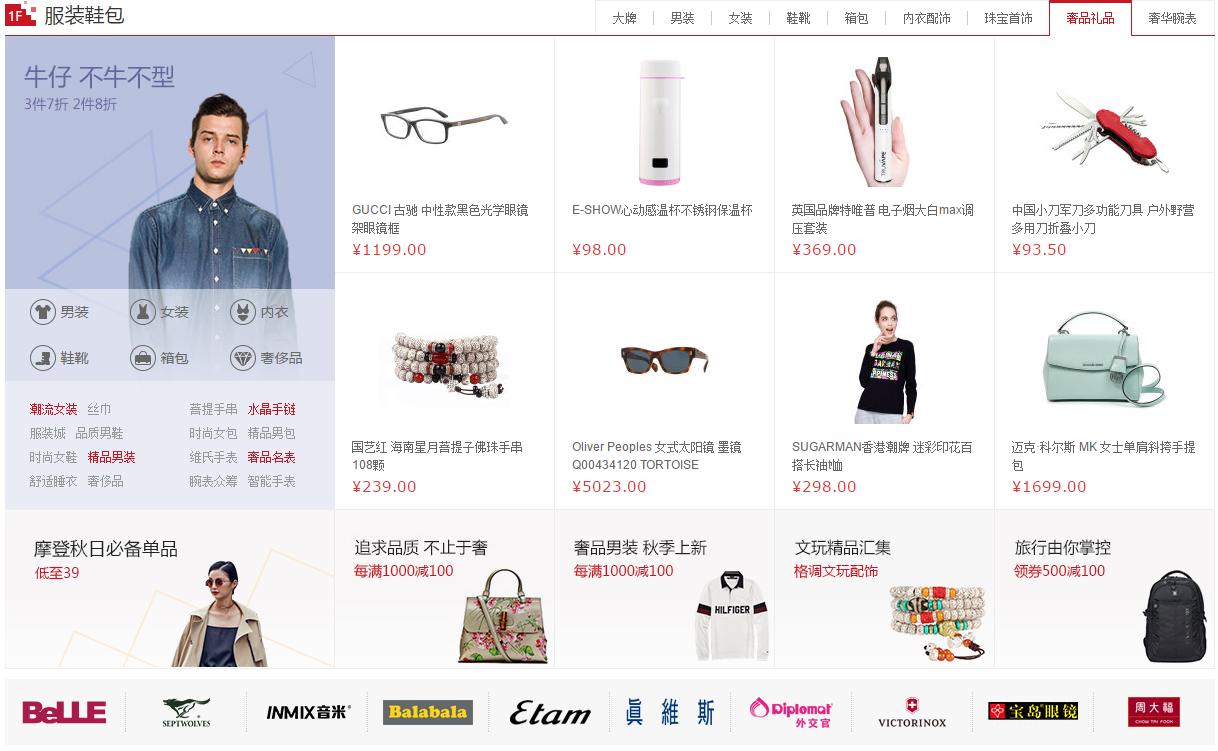 1F 服装鞋包
大牌 男装 女装 鞋靴 箱包 内衣配饰 珠宝首饰 奢品礼品 奢华腕表
牛仔 不牛不型
3件7折 2件8折
男装 女装 内衣
鞋靴 箱包 奢侈品
潮流女装 丝巾 菩提手串 水晶手链
服装城 品质男鞋 时尚女包 精品男包
时尚女鞋 精品男装 维氏手表 奢品名表
舒适睡衣 奢侈品 腕表众筹 智能手表
GUCCI 古驰 中性款黑色光学眼镜
架眼镜框
¥1199.00
E-SHOW心动感温杯不锈钢保温杯
¥98.00
TRUVAPE
英国品牌特唯普 电子烟大白max调
压套装
¥369.00
中国小刀军刀多功能刀具 户外野营
多用刀折叠小刀
¥93.50
国艺红 海南星月菩提子佛珠手串
108颗
¥239.00
Oliver Peoples 女式太阳镜 墨镜
Q00434120 TORTOISE
¥5023.00
SUGARMAN香港潮牌 迷彩印花百
搭长袖t恤
¥298.00
迈克·科尔斯 MK 女士单肩斜挎手提
包
¥1699.00
摩登秋日必备单品
低至39
追求品质 不止于奢
每满1000减100
奢品男装 秋季上新
每满1000减100
HILFIGER
文玩精品汇集
格调文玩配饰
旅行由你掌控
领券500减100
BeLLE
SEPTWOLVES
INMIX音米
Balabala
Etam
真維斯
Diplomat
外交官
VICTORINOX
宝岛眼镜
周大福
CHOW TAI FOOK